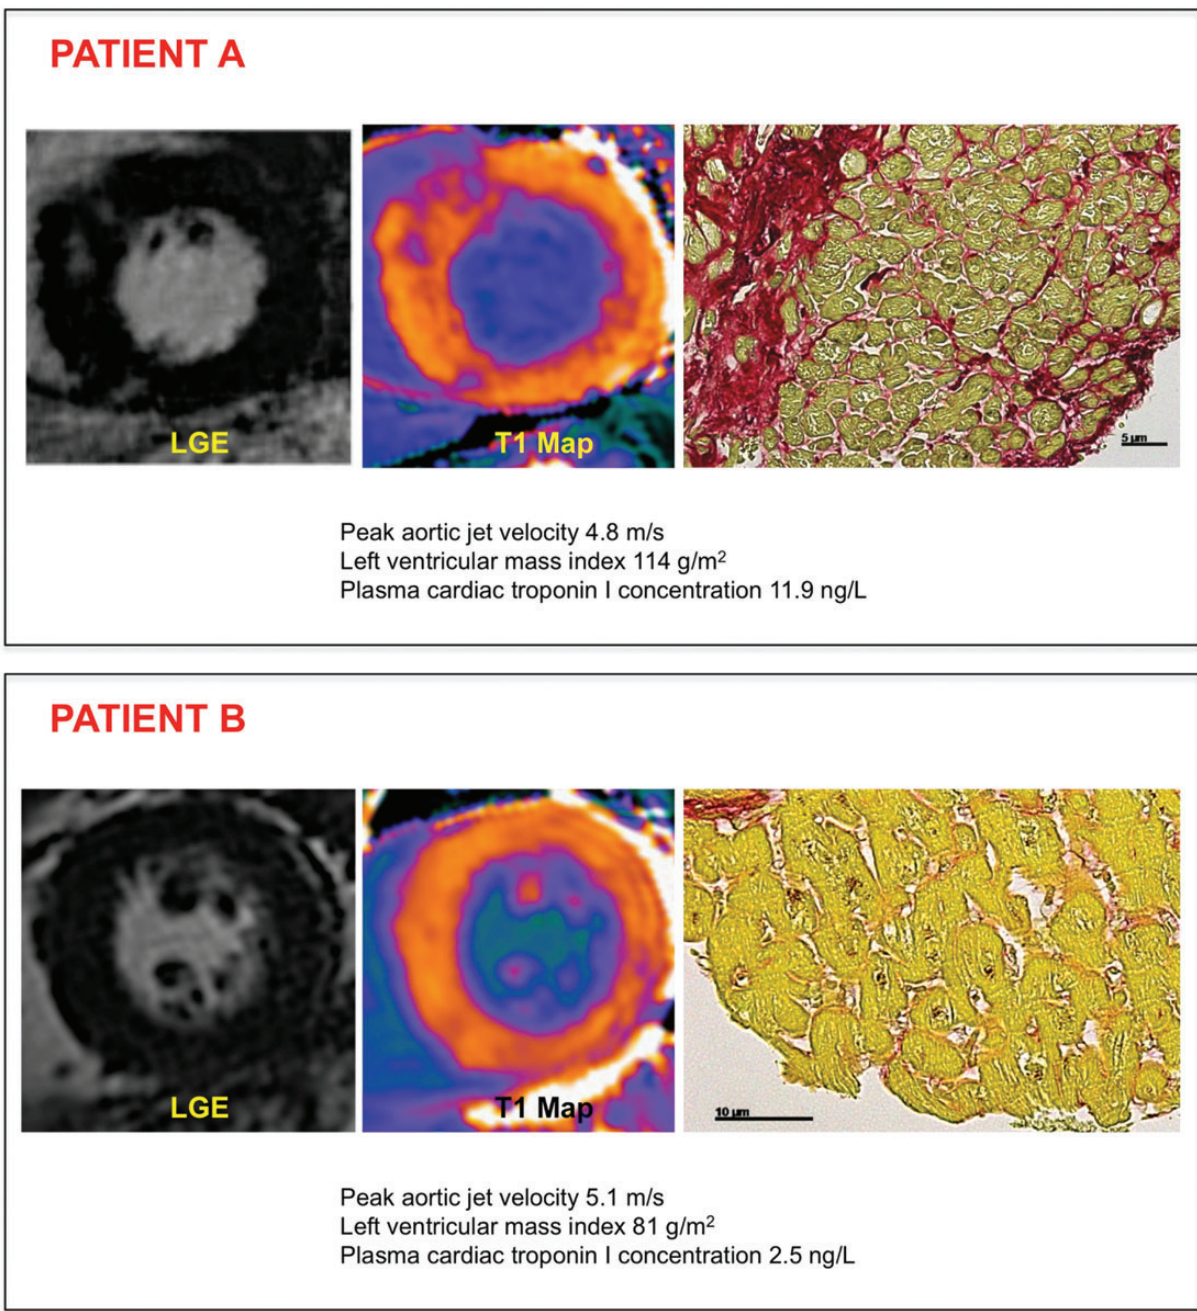 PATIENT A
LGE
T1 Map
5 µm
Peak aortic jet velocity 4.8 m/s
Left ventricular mass index 114 g/m²
Plasma cardiac troponin I concentration 11.9 ng/L
PATIENT B
LGE
T1 Map
10 µm
Peak aortic jet velocity 5.1 m/s
Left ventricular mass index 81 g/m²
Plasma cardiac troponin I concentration 2.5 ng/L